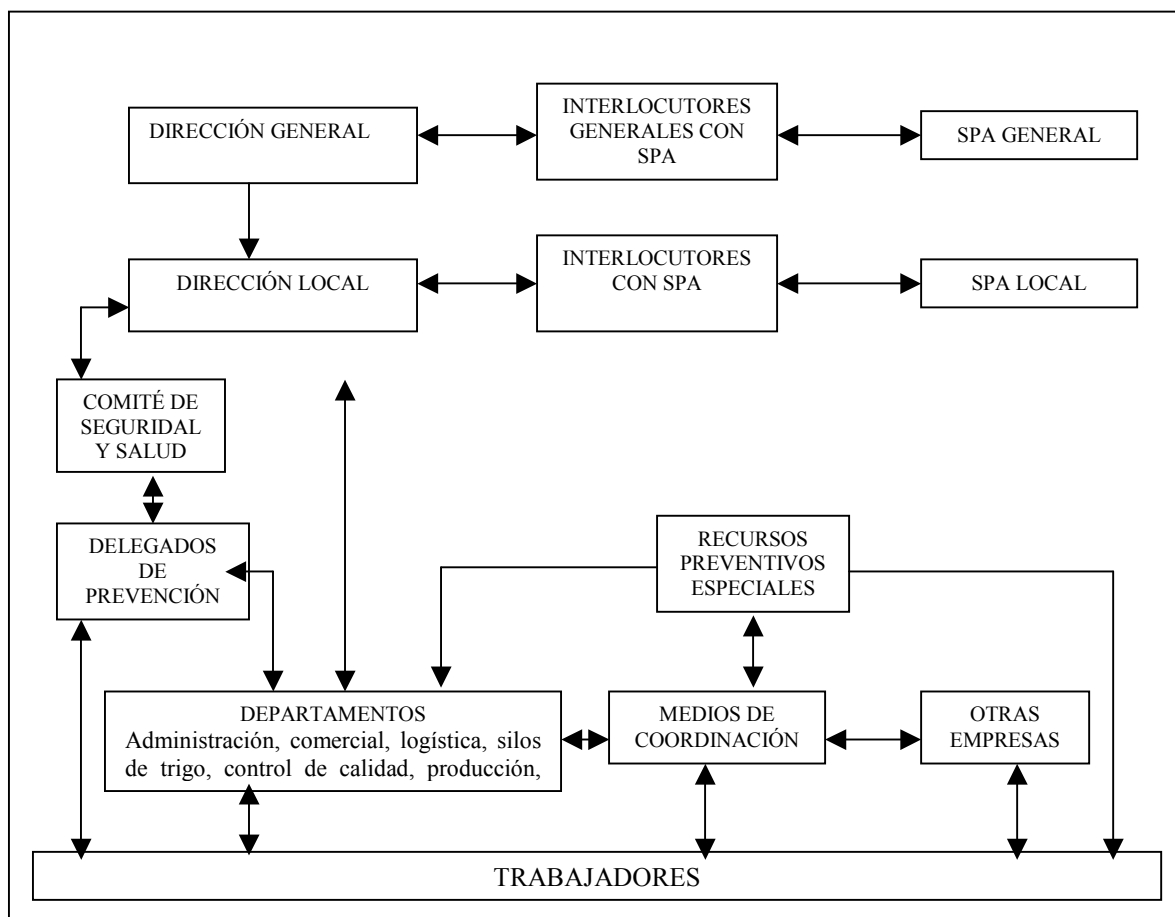 DIRECCIÓN GENERAL
INTERLOCUTORES
GENERALES CON
SPA
SPA GENERAL
DIRECCIÓN LOCAL
INTERLOCUTORES
CON SPA
SPA LOCAL
COMITÉ DE
SEGURIDAL
Y SALUD
DELEGADOS
DE
PREVENCIÓN
RECURSOS
PREVENTIVOS
ESPECIALES
DEPARTAMENTOS
Administración, comercial, logística, silos
de trigo, control de calidad, producción,
MEDIOS DE
COORDINACIÓN
OTRAS
EMPRESAS
TRABAJADORES